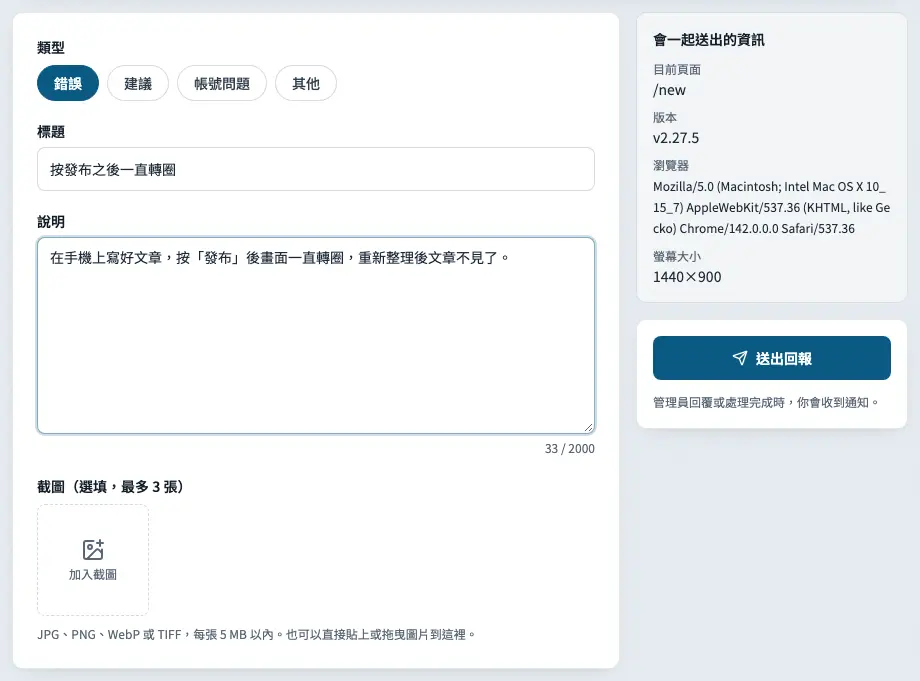 類型
錯誤
建議
帳號問題
其他
標題
按發布之後一直轉圈
說明
在手機上寫好文章，按「發布」後畫面一直轉圈，重新整理後文章不見了。
33 / 2000
截圖（選填，最多 3 張）
加入截圖
JPG、PNG、WebP 或 TIFF，每張 5 MB 以內。也可以直接貼上或拖曳圖片到這裡。
會一起送出的資訊
目前頁面
/new
版本
v2.27.5
瀏覽器
Mozilla/5.0 (Macintosh; Intel Mac OS X 10_
15_7) AppleWebKit/537.36 (KHTML, like Ge
cko) Chrome/142.0.0.0 Safari/537.36
螢幕大小
1440×900
送出回報
管理員回覆或處理完成時，你會收到通知。